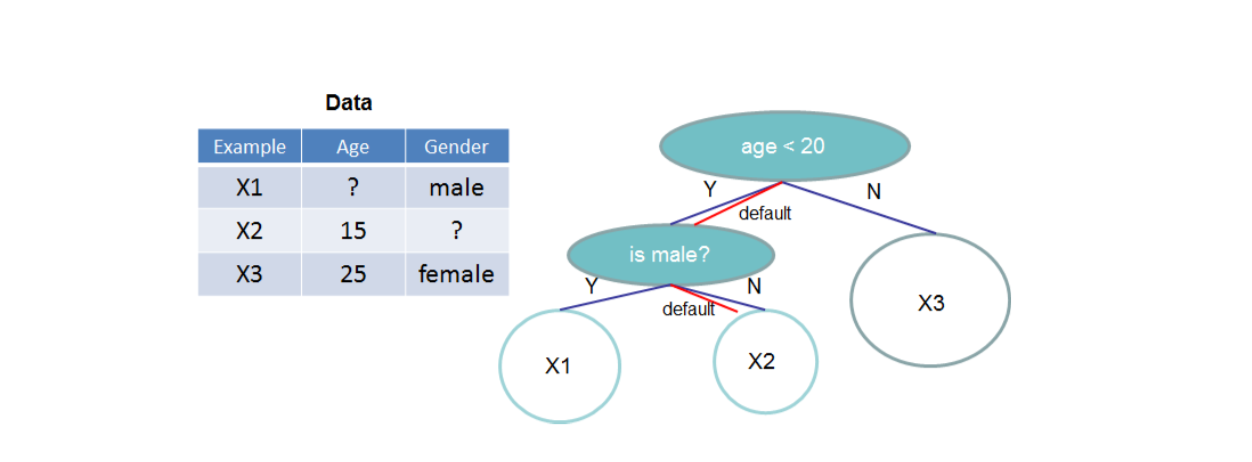 Data
Example Age Gender
X1 ? male
X2 15 ?
X3 25 female
age < 20
Y N
default
is male?
Y N
default
X1 X2 X3